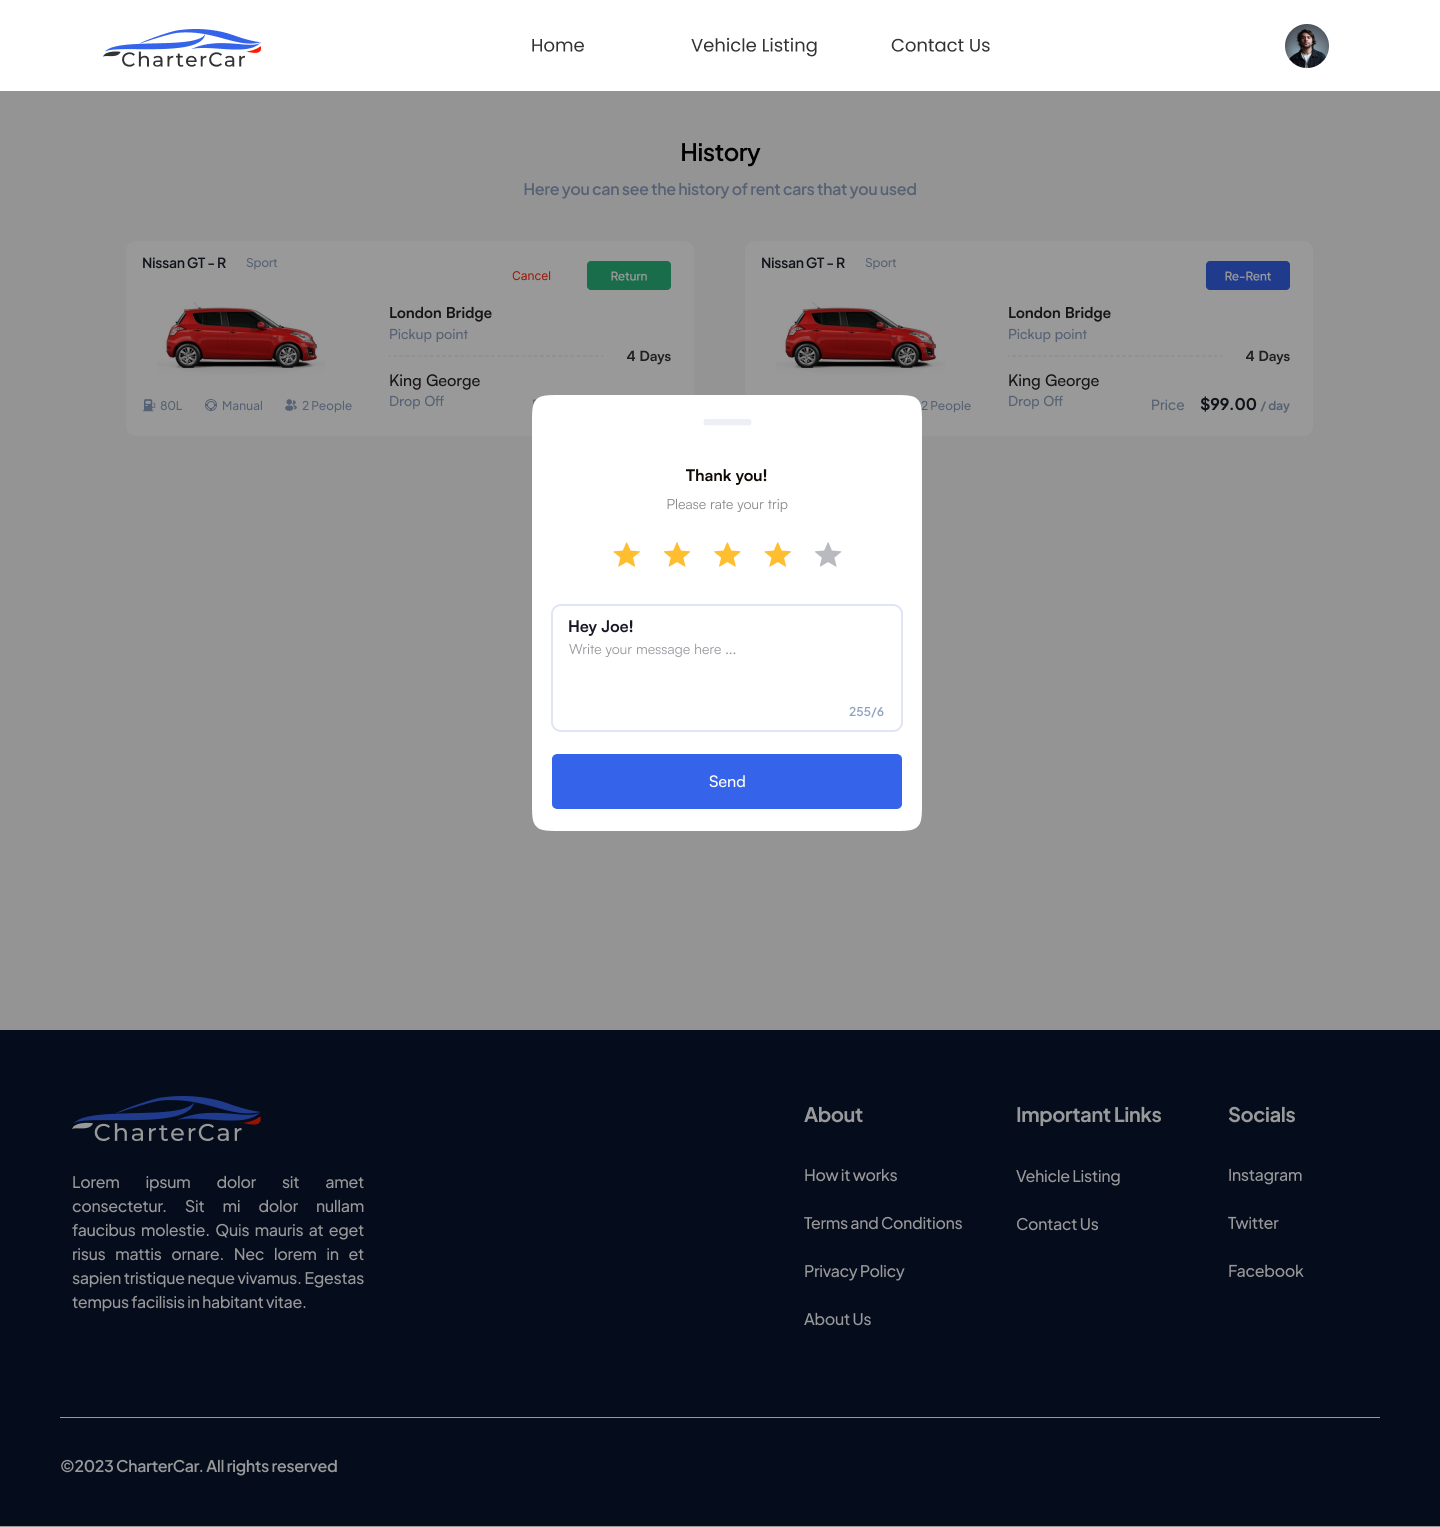 CharterCar
Home
Vehicle Listing
Contact Us
History
Here you can see the history of rent cars that you used
Nissan GT - R Sport
Cancel
Return
London Bridge
Pickup point
4 Days
King George
Drop Off
80L
Manual
2 People
Nissan GT - R Sport
Re-Rent
London Bridge
Pickup point
4 Days
King George
Drop Off
2 People
Price $99.00 / day
Thank you!
Please rate your trip
Hey Joe!
Write your message here ...
255/6
Send
CharterCar
Lorem ipsum dolor sit amet
consectetur. Sit mi dolor nullam
faucibus molestie. Quis mauris at eget
risus mattis ornare. Nec lorem in et
sapien tristique neque vivamus. Egestas
tempus facilisis in habitant vitae.
About
How it works
Terms and Conditions
Privacy Policy
About Us
Important Links
Vehicle Listing
Contact Us
Socials
Instagram
Twitter
Facebook
©2023 CharterCar. All rights reserved